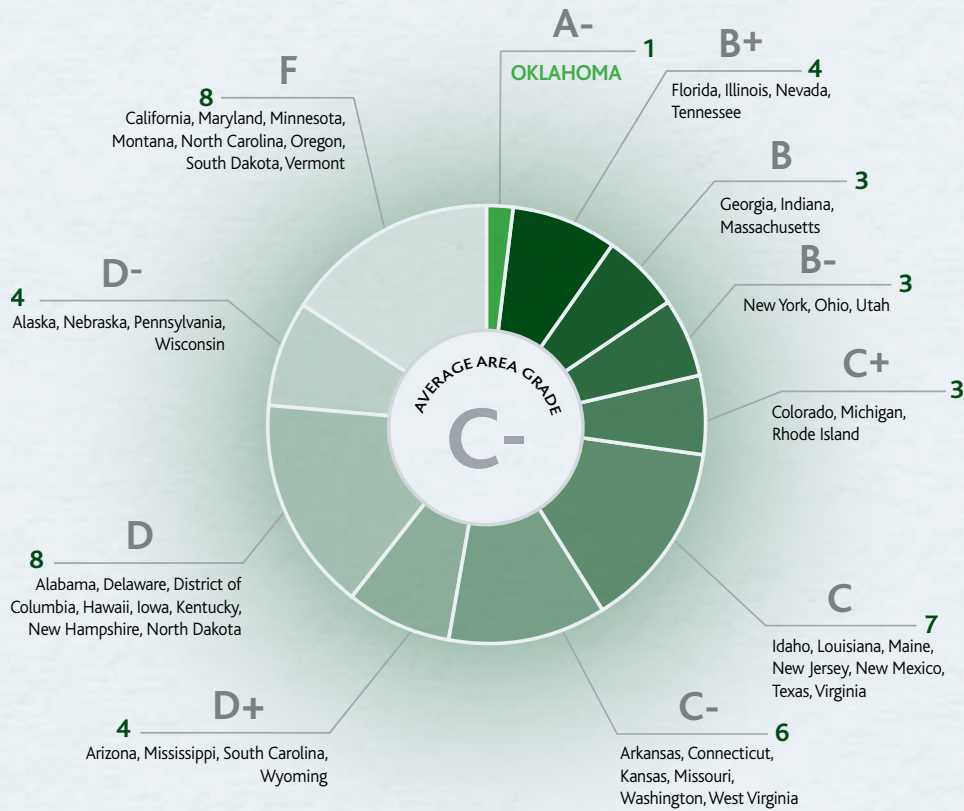 A-
1
OKLAHOMA
B+
4
Florida, Illinois, Nevada,
Tennessee
B
3
Georgia, Indiana,
Massachusetts
B-
3
New York, Ohio, Utah
C+
3
Colorado, Michigan,
Rhode Island
C
7
Idaho, Louisiana, Maine,
New Jersey, New Mexico,
Texas, Virginia
C-
6
Arkansas, Connecticut,
Kansas, Missouri,
Washington, West Virginia
D+
4
Arizona, Mississippi, South Carolina,
Wyoming
D
8
Alabama, Delaware, District of
Columbia, Hawaii, Iowa, Kentucky,
New Hampshire, North Dakota
D-
4
Alaska, Nebraska, Pennsylvania,
Wisconsin
F
8
California, Maryland, Minnesota,
Montana, North Carolina, Oregon,
South Dakota, Vermont
AVERAGE AREA GRADE
C-